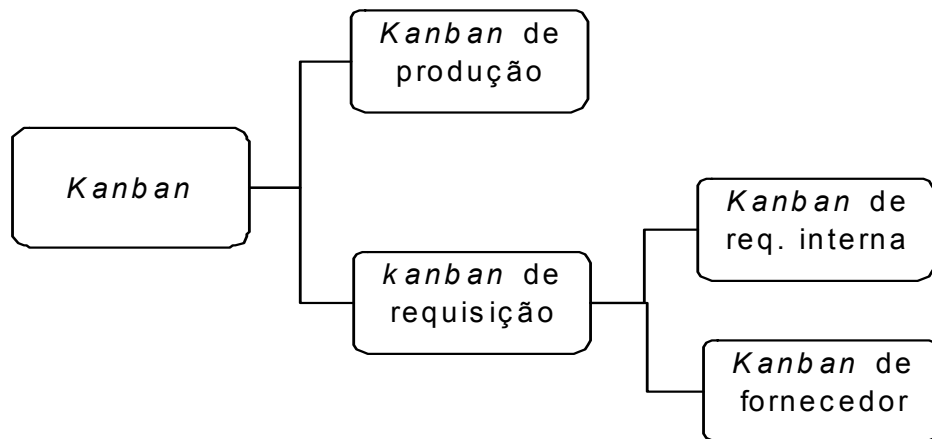 Kanban de
produção
Kanban
Kanban de
req. interna
kanban de
requisição
Kanban de
fornecedor